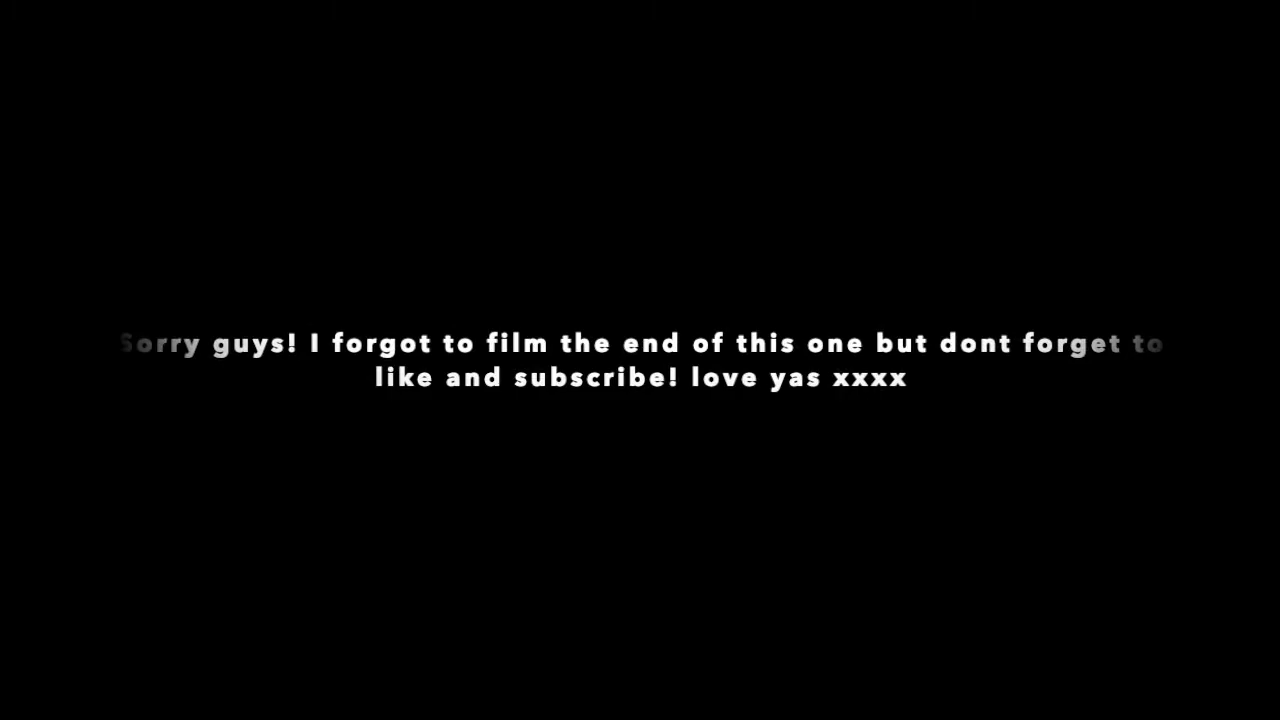 Sorry guys! I forgot to film the end of this one but dont forget to
like and subscribe! love yas xxxx